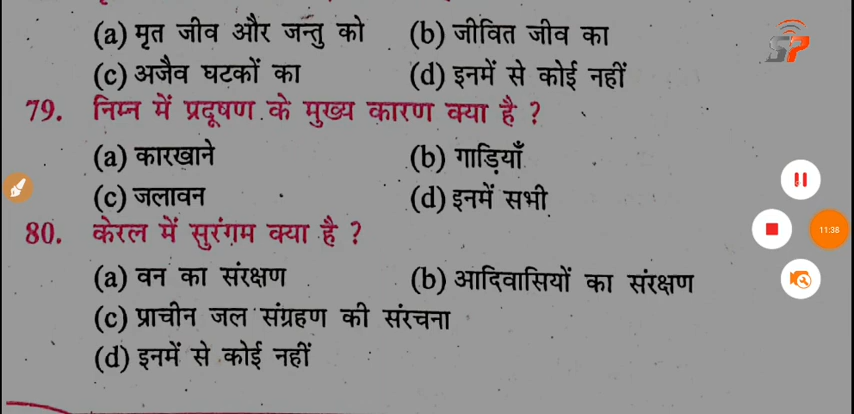 (a) मृत जीव और जन्तु को (b) जीवित जीव का
(c) अजैव घटकों का (d) इनमें से कोई नहीं
79. निम्न में प्रदूषण के मुख्य कारण क्या है ?
(a) कारखाने (b) गाड़ियाँ
(c) जलावन (d) इनमें सभी
80. केरल में सुरंगम क्या है ?
(a) वन का संरक्षण (b) आदिवासियों का संरक्षण
(c) प्राचीन जल संग्रहण की संरचना
(d) इनमें से कोई नहीं
SP
11:38